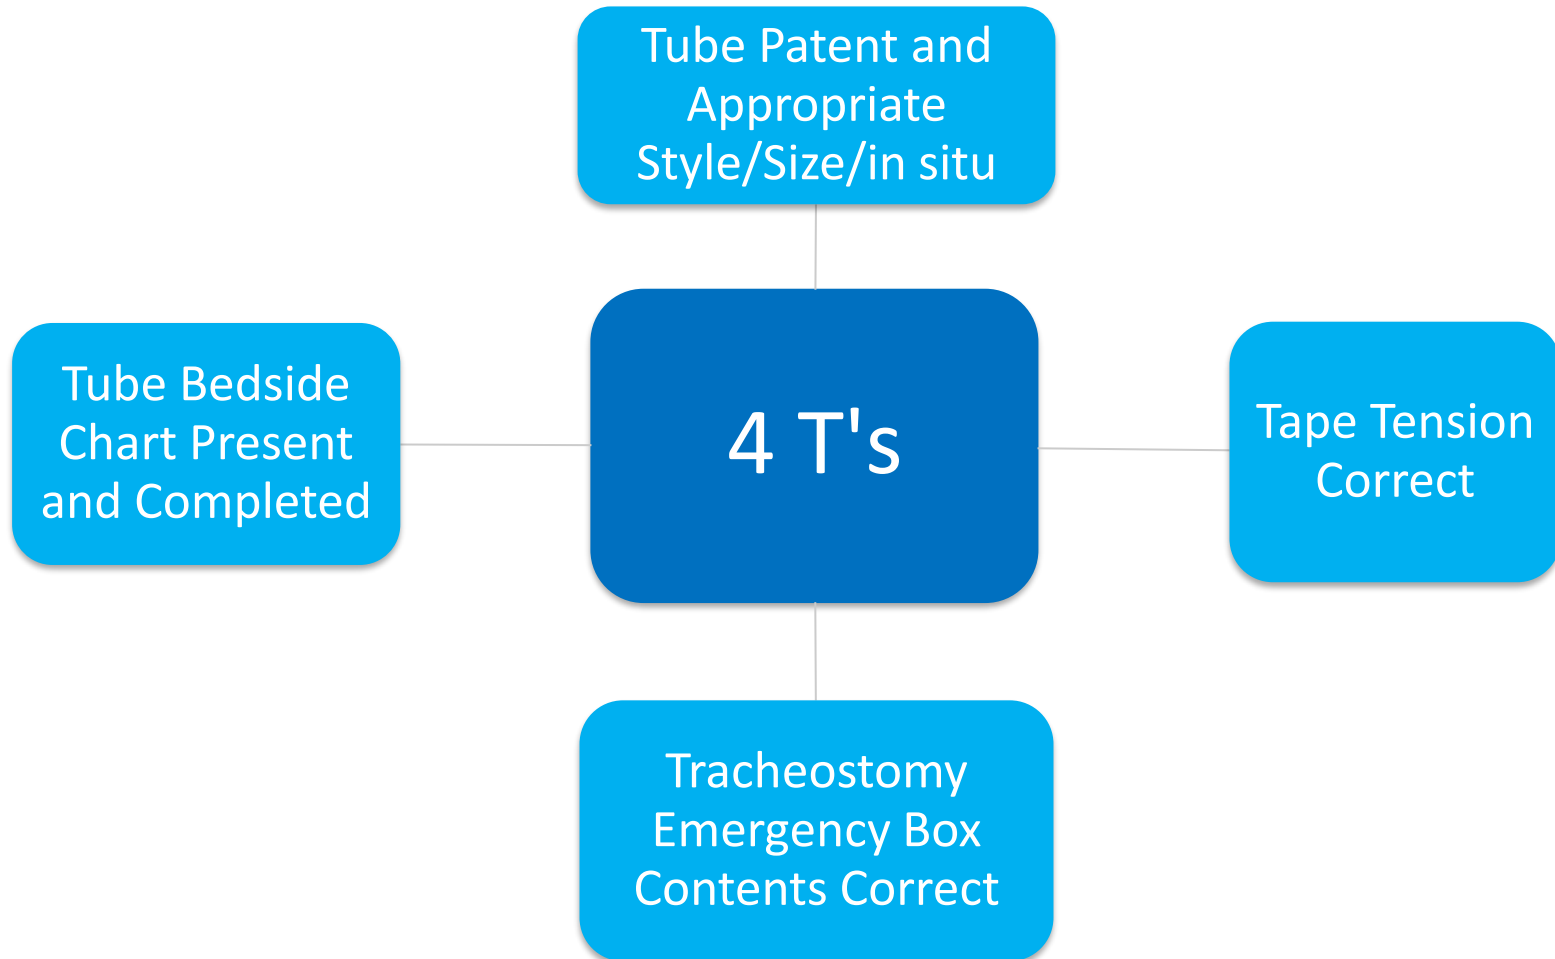 Tube Patent and
Appropriate
Style/Size/in situ
Tube Bedside
Chart Present
and Completed
4 T's
Tape Tension
Correct
Tracheostomy
Emergency Box
Contents Correct